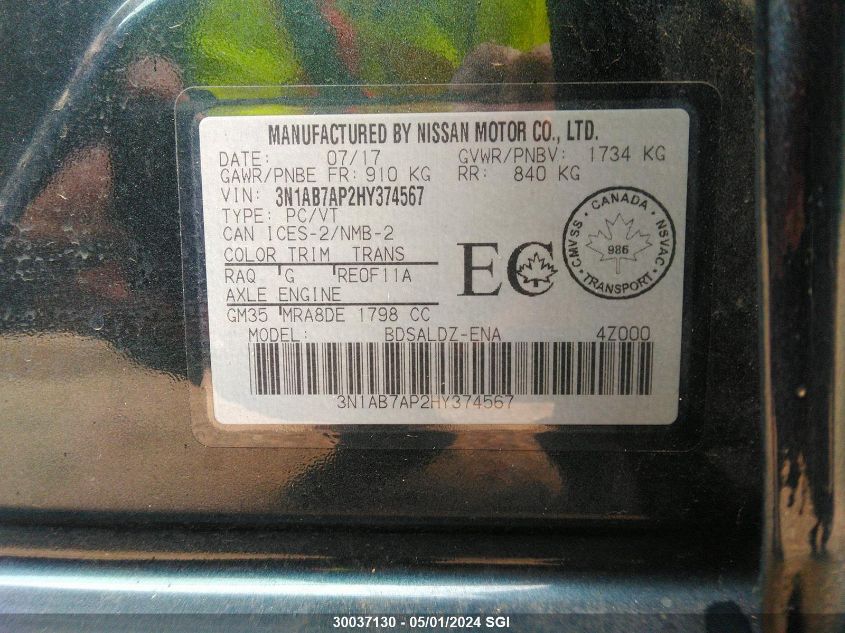 MANUFACTURED BY NISSAN MOTOR CO., LTD.
DATE: 07/17 GVWR/PNBV: 1734 KG
GAWR/PNBE FR: 910 KG RR: 840 KG
VIN: 3N1AB7AP2HY374567
TYPE: PC/VT
CAN ICES-2/NMB-2
COLOR TRIM TRANS
RAQ G RE0F11A
AXLE ENGINE
GM35 MRA8DE 1798 CC
EC
CANADA
CMVSS NSVAC
986
TRANSPORT
MODEL: BDSALDZ-ENA 4Z000
3N1AB7AP2HY374567
30037130 - 05/01/2024 SGI